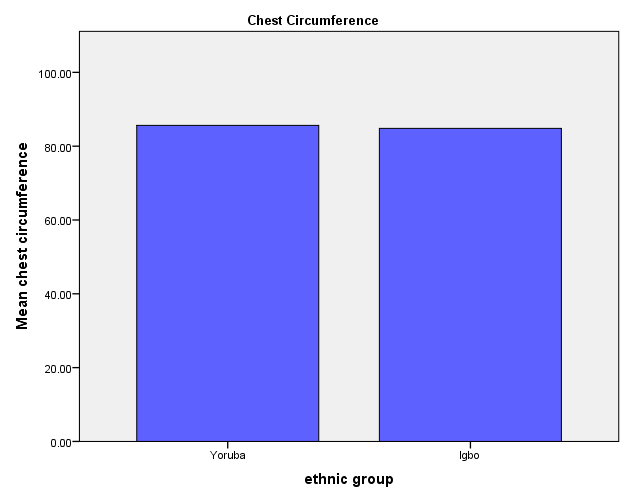 Chest Circumference
Mean chest circumference
100.00
80.00
60.00
40.00
20.00
0.00
Yoruba
Igbo
ethnic group